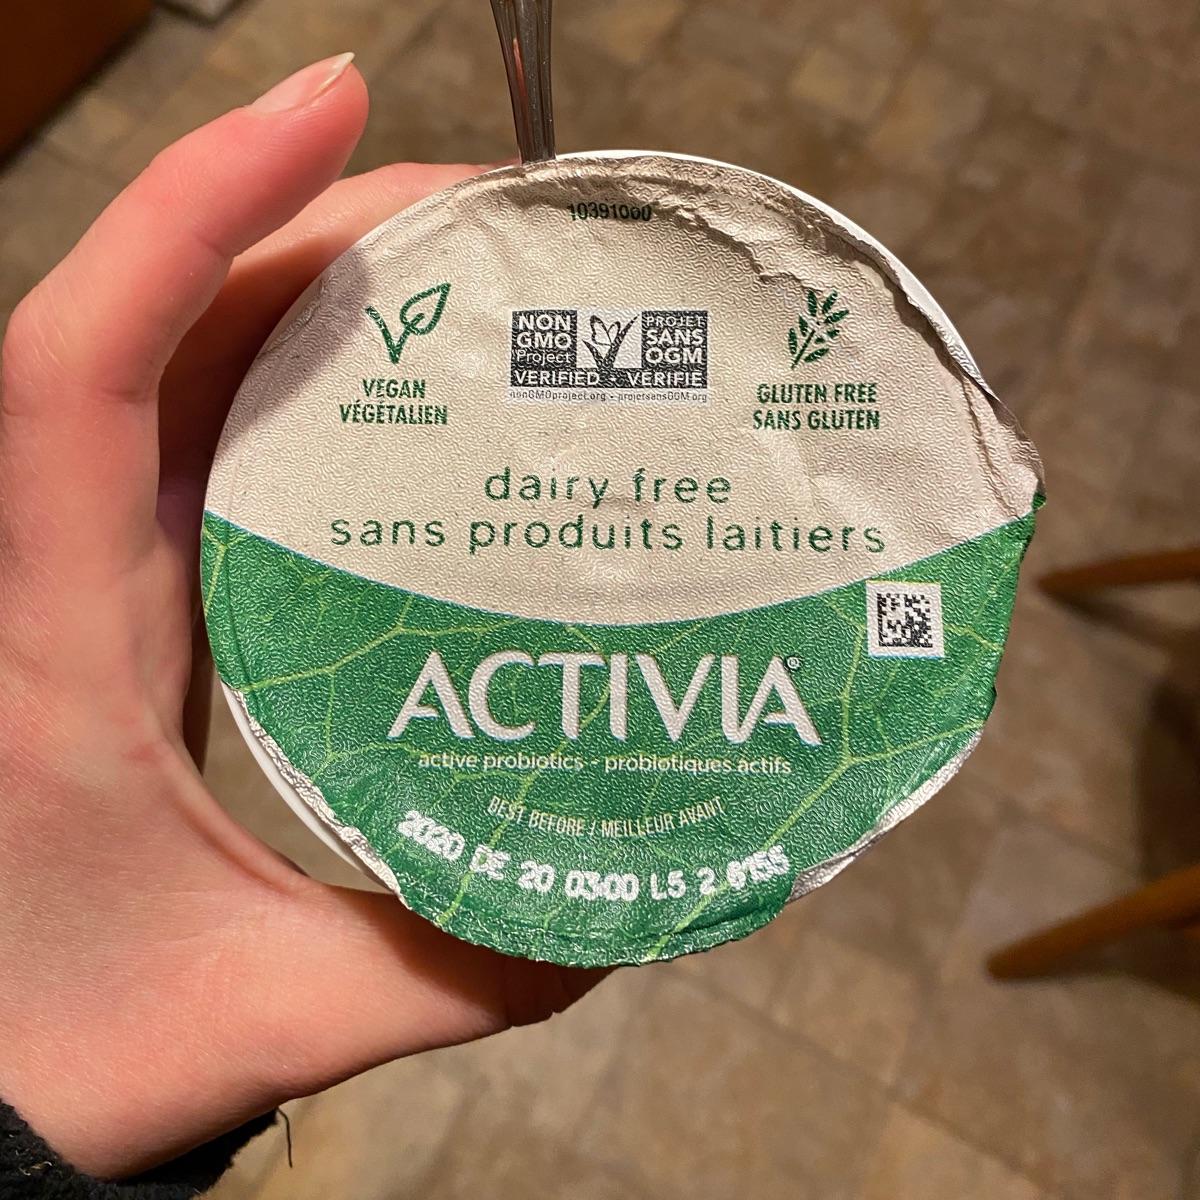 10391000
NON GMO Project VERIFIED
PROJET SANS OGM VÉRIFIÉ
nonGMOproject.org • projetsansOGM.org
VEGAN
VÉGÉTALIEN
GLUTEN FREE
SANS GLUTEN
dairy free
sans produits laitiers
ACTIVIA®
active probiotics - probiotiques actifs
BEST BEFORE / MEILLEUR AVANT
2020 DE 20 03:00 L5 2